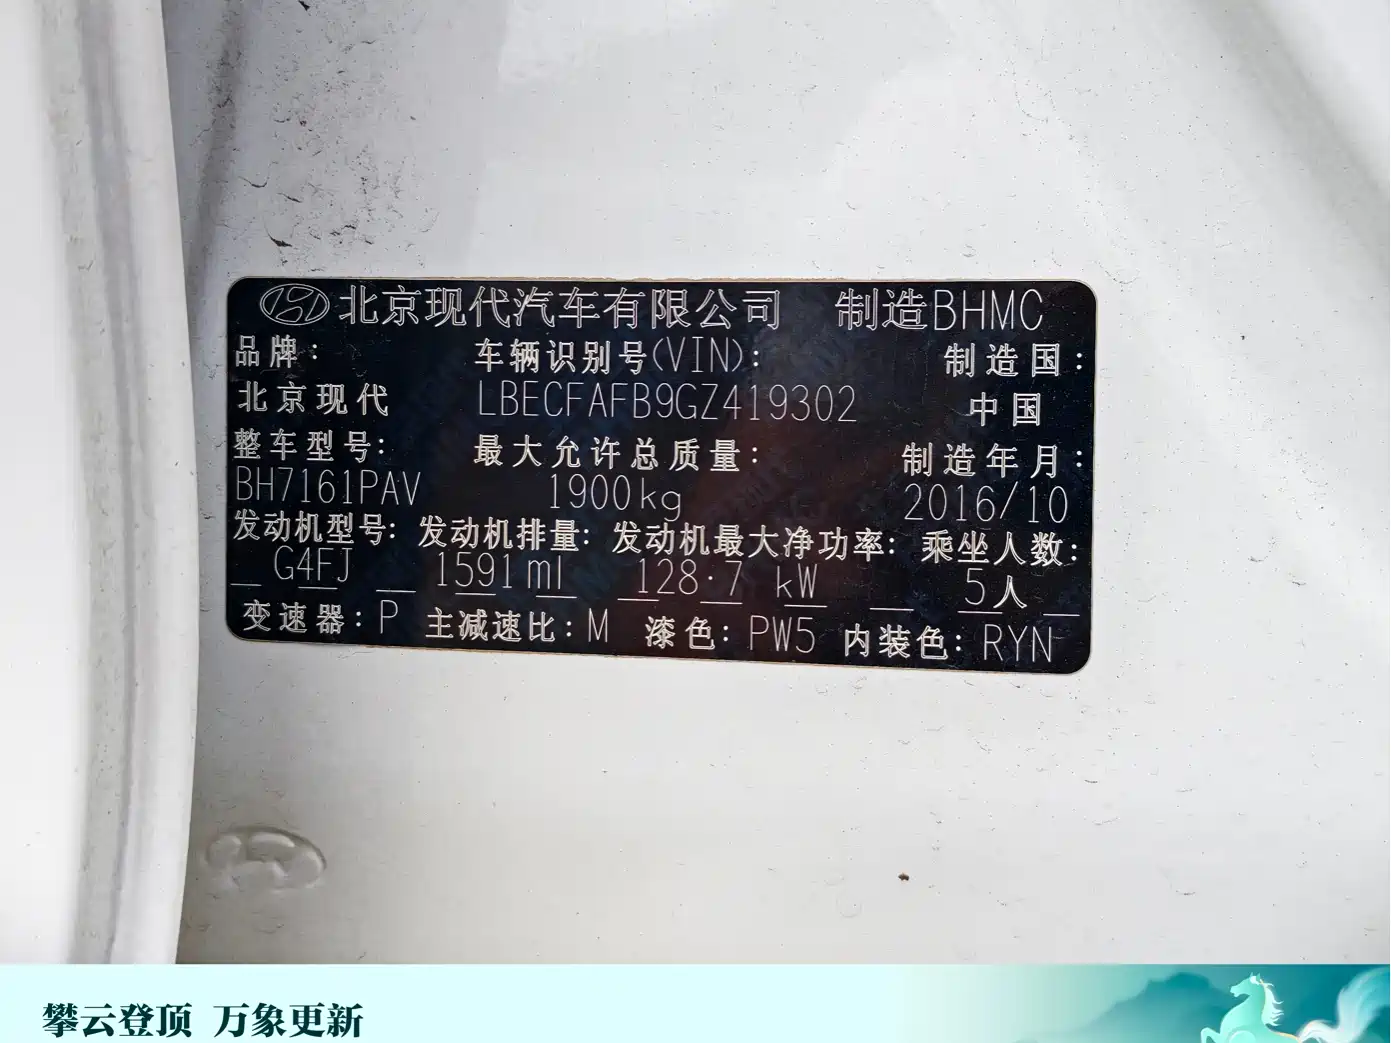 北京现代汽车有限公司 制造BHMC
品牌: 车辆识别号(VIN): 制造国:
北京现代 LBECFAFB9GZ419302 中国
整车型号: 最大允许总质量: 制造年月:
BH7161PAV 1900kg 2016/10
发动机型号: 发动机排量: 发动机最大净功率: 乘坐人数:
G4FJ 1591ml 128.7 kW 5人
变速器:P 主减速比:M 漆色:PW5 内装色:RYN
攀云登顶 万象更新